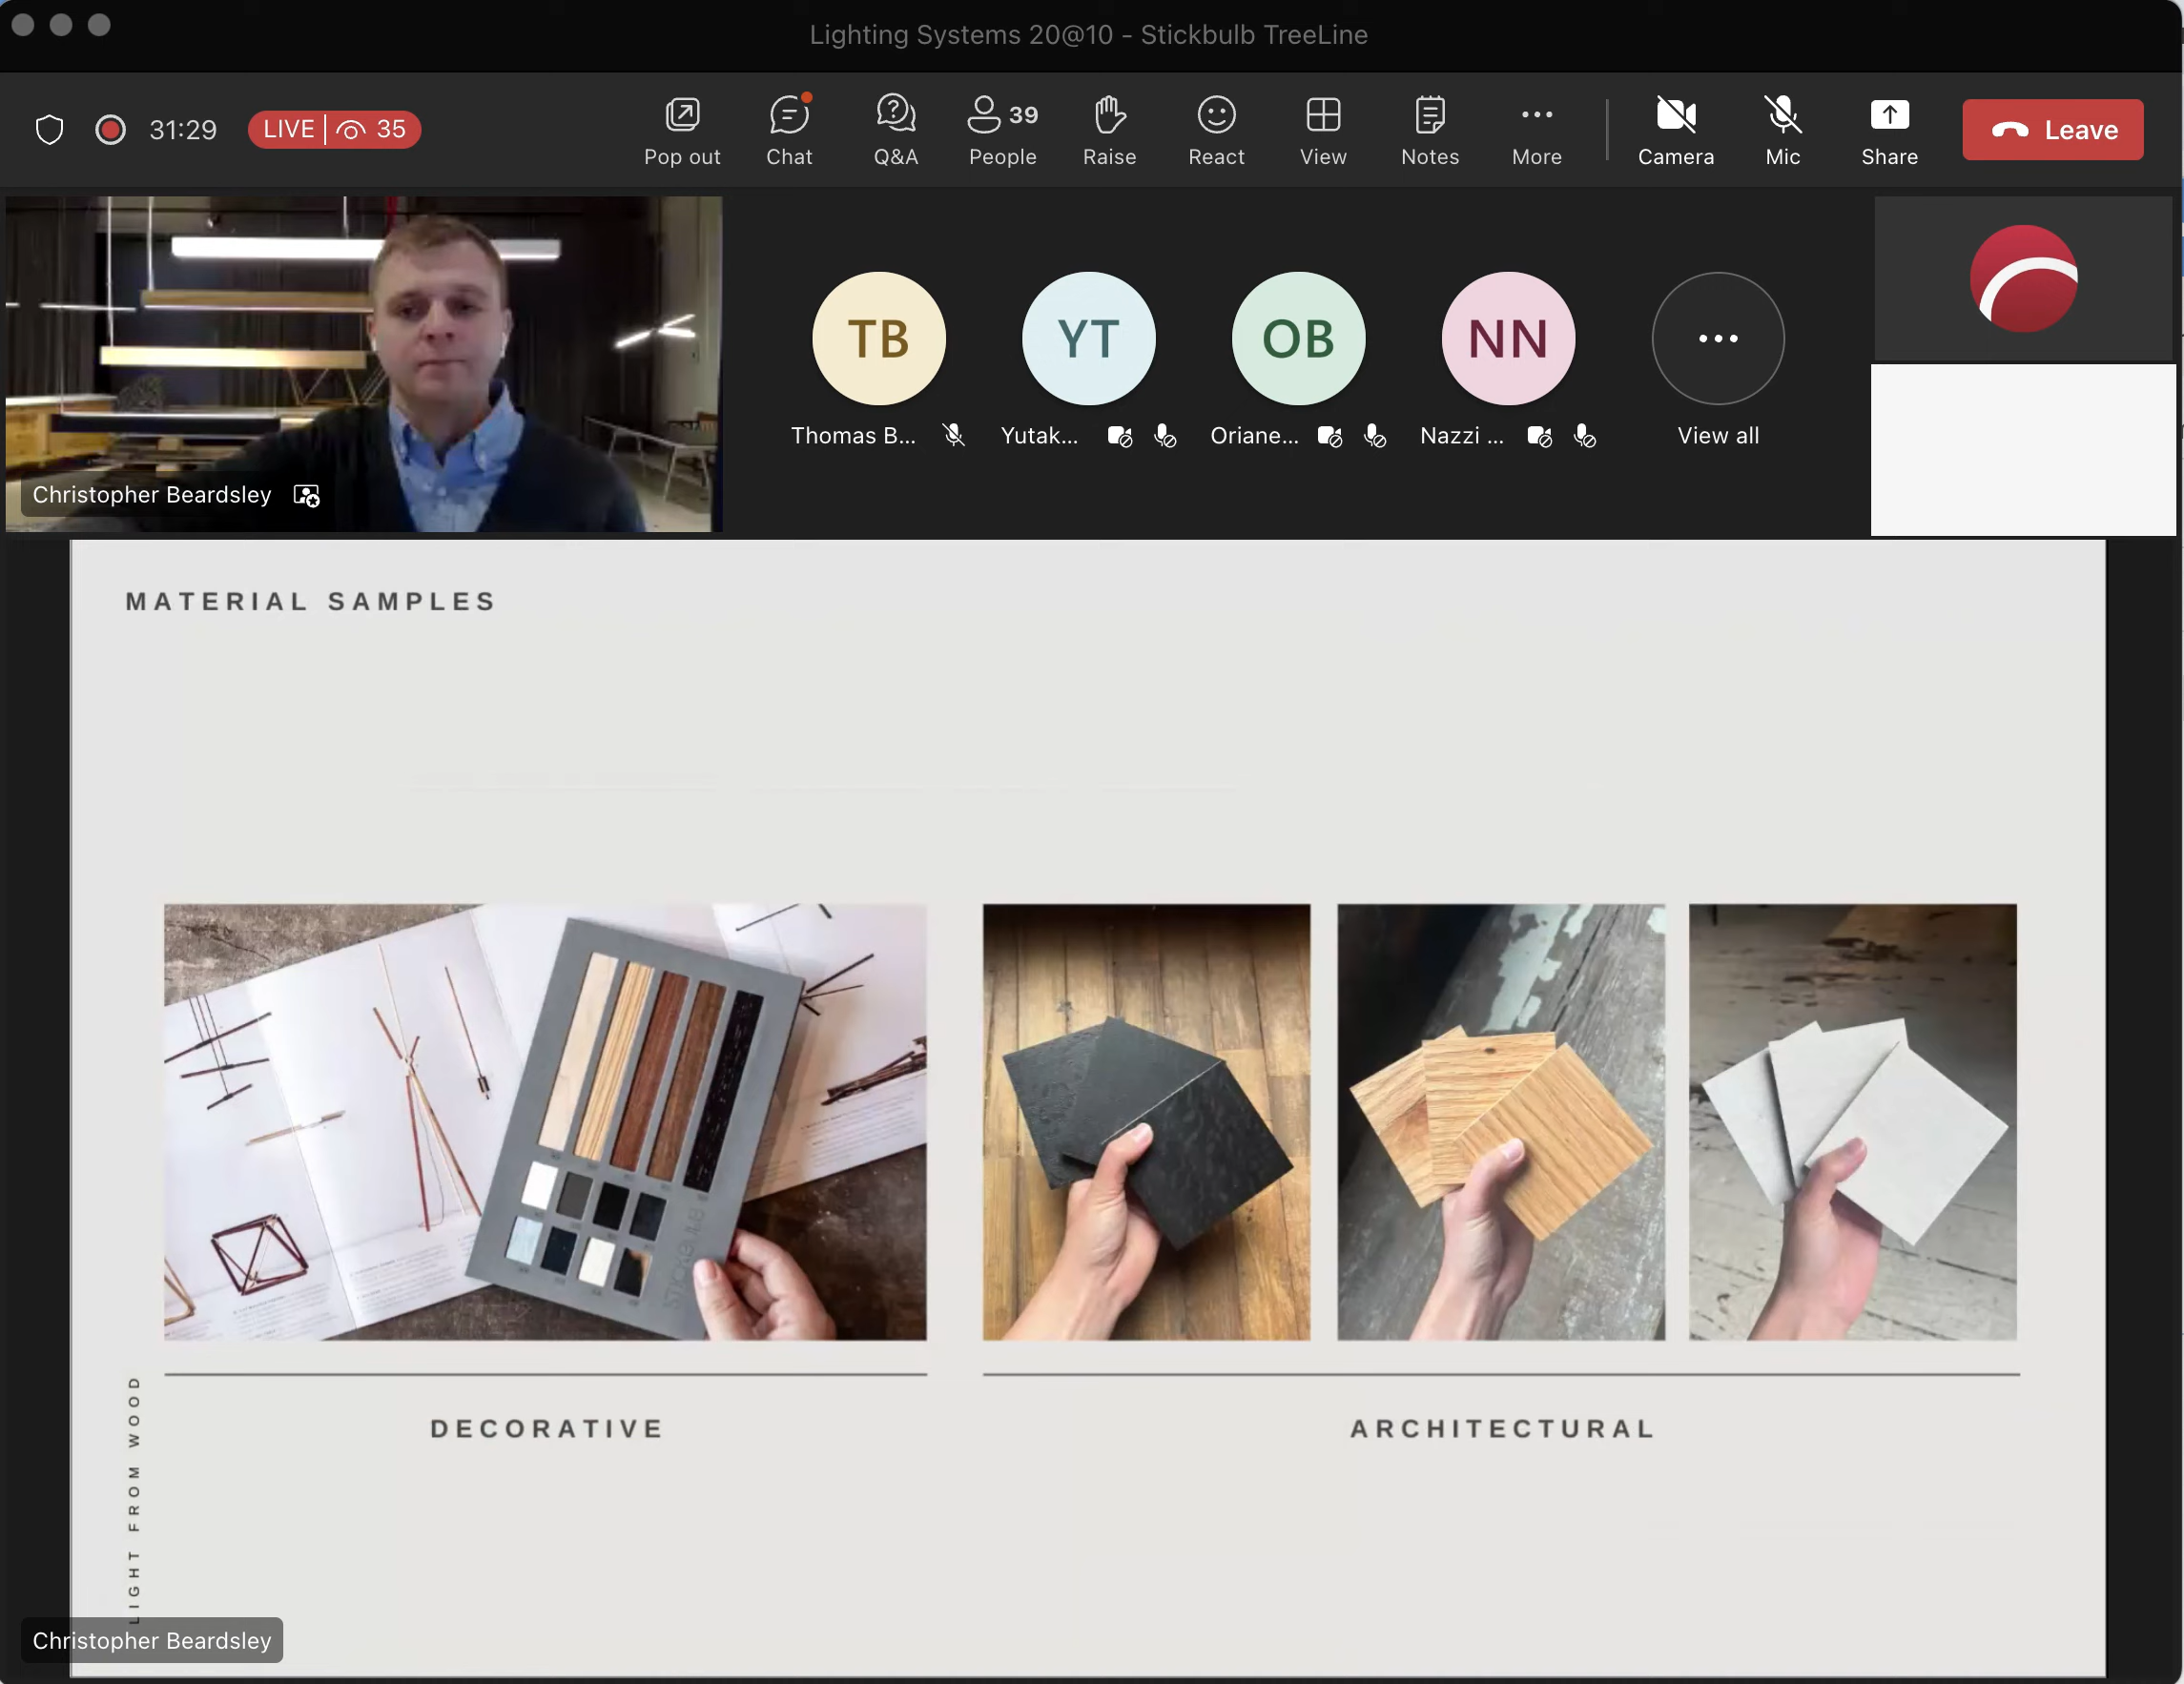 Lighting Systems 20@10 - Stickbulb TreeLine
31:29
LIVE 35
Pop out
Chat
Q&A
39
People
Raise
React
View
Notes
More
Camera
Mic
Share
Leave
TB
YT
OB
NN
Thomas B...
Yutak...
Oriane...
Nazzi ...
View all
Christopher Beardsley
MATERIAL SAMPLES
STICKBULB
DECORATIVE
ARCHITECTURAL
LIGHT FROM WOOD
Christopher Beardsley